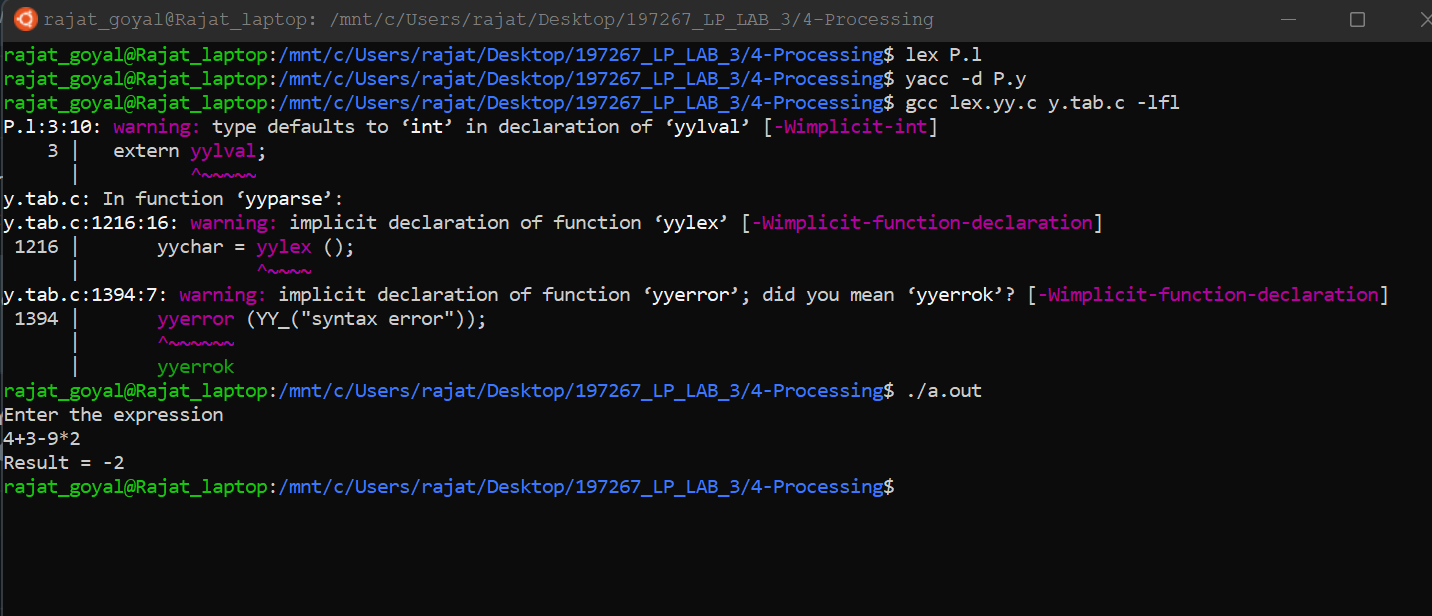 rajat_goyal@Rajat_laptop: /mnt/c/Users/rajat/Desktop/197267_LP_LAB_3/4-Processing
rajat_goyal@Rajat_laptop:/mnt/c/Users/rajat/Desktop/197267_LP_LAB_3/4-Processing$ lex P.l
rajat_goyal@Rajat_laptop:/mnt/c/Users/rajat/Desktop/197267_LP_LAB_3/4-Processing$ yacc -d P.y
rajat_goyal@Rajat_laptop:/mnt/c/Users/rajat/Desktop/197267_LP_LAB_3/4-Processing$ gcc lex.yy.c y.tab.c -lfl
P.l:3:10: warning: type defaults to ‘int’ in declaration of ‘yylval’ [-Wimplicit-int]
    3 |   extern yylval;
      |          ^~~~~~
y.tab.c: In function ‘yyparse’:
y.tab.c:1216:16: warning: implicit declaration of function ‘yylex’ [-Wimplicit-function-declaration]
 1216 |       yychar = yylex ();
      |                ^~~~~
y.tab.c:1394:7: warning: implicit declaration of function ‘yyerror’; did you mean ‘yyerrok’? [-Wimplicit-function-declaration]
 1394 |       yyerror (YY_("syntax error"));
      |       ^~~~~~~
      |       yyerrok
rajat_goyal@Rajat_laptop:/mnt/c/Users/rajat/Desktop/197267_LP_LAB_3/4-Processing$ ./a.out
Enter the expression
4+3-9*2
Result = -2
rajat_goyal@Rajat_laptop:/mnt/c/Users/rajat/Desktop/197267_LP_LAB_3/4-Processing$